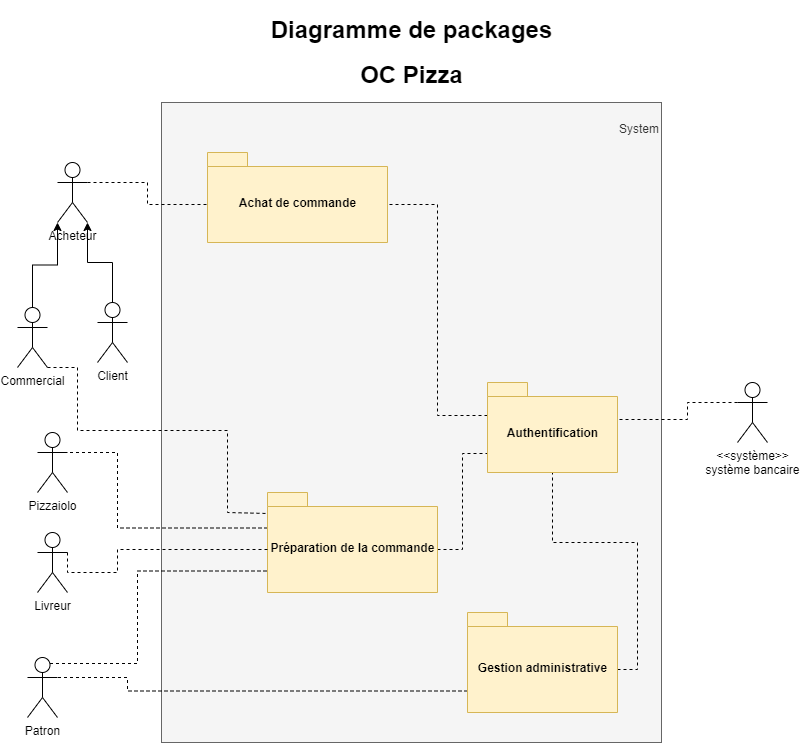 Diagramme de packages
OC Pizza
System
Achat de commande
Acheteur
Commercial
Client
Authentification
<<système>>
système bancaire
Pizzaiolo
Préparation de la commande
Livreur
Gestion administrative
Patron